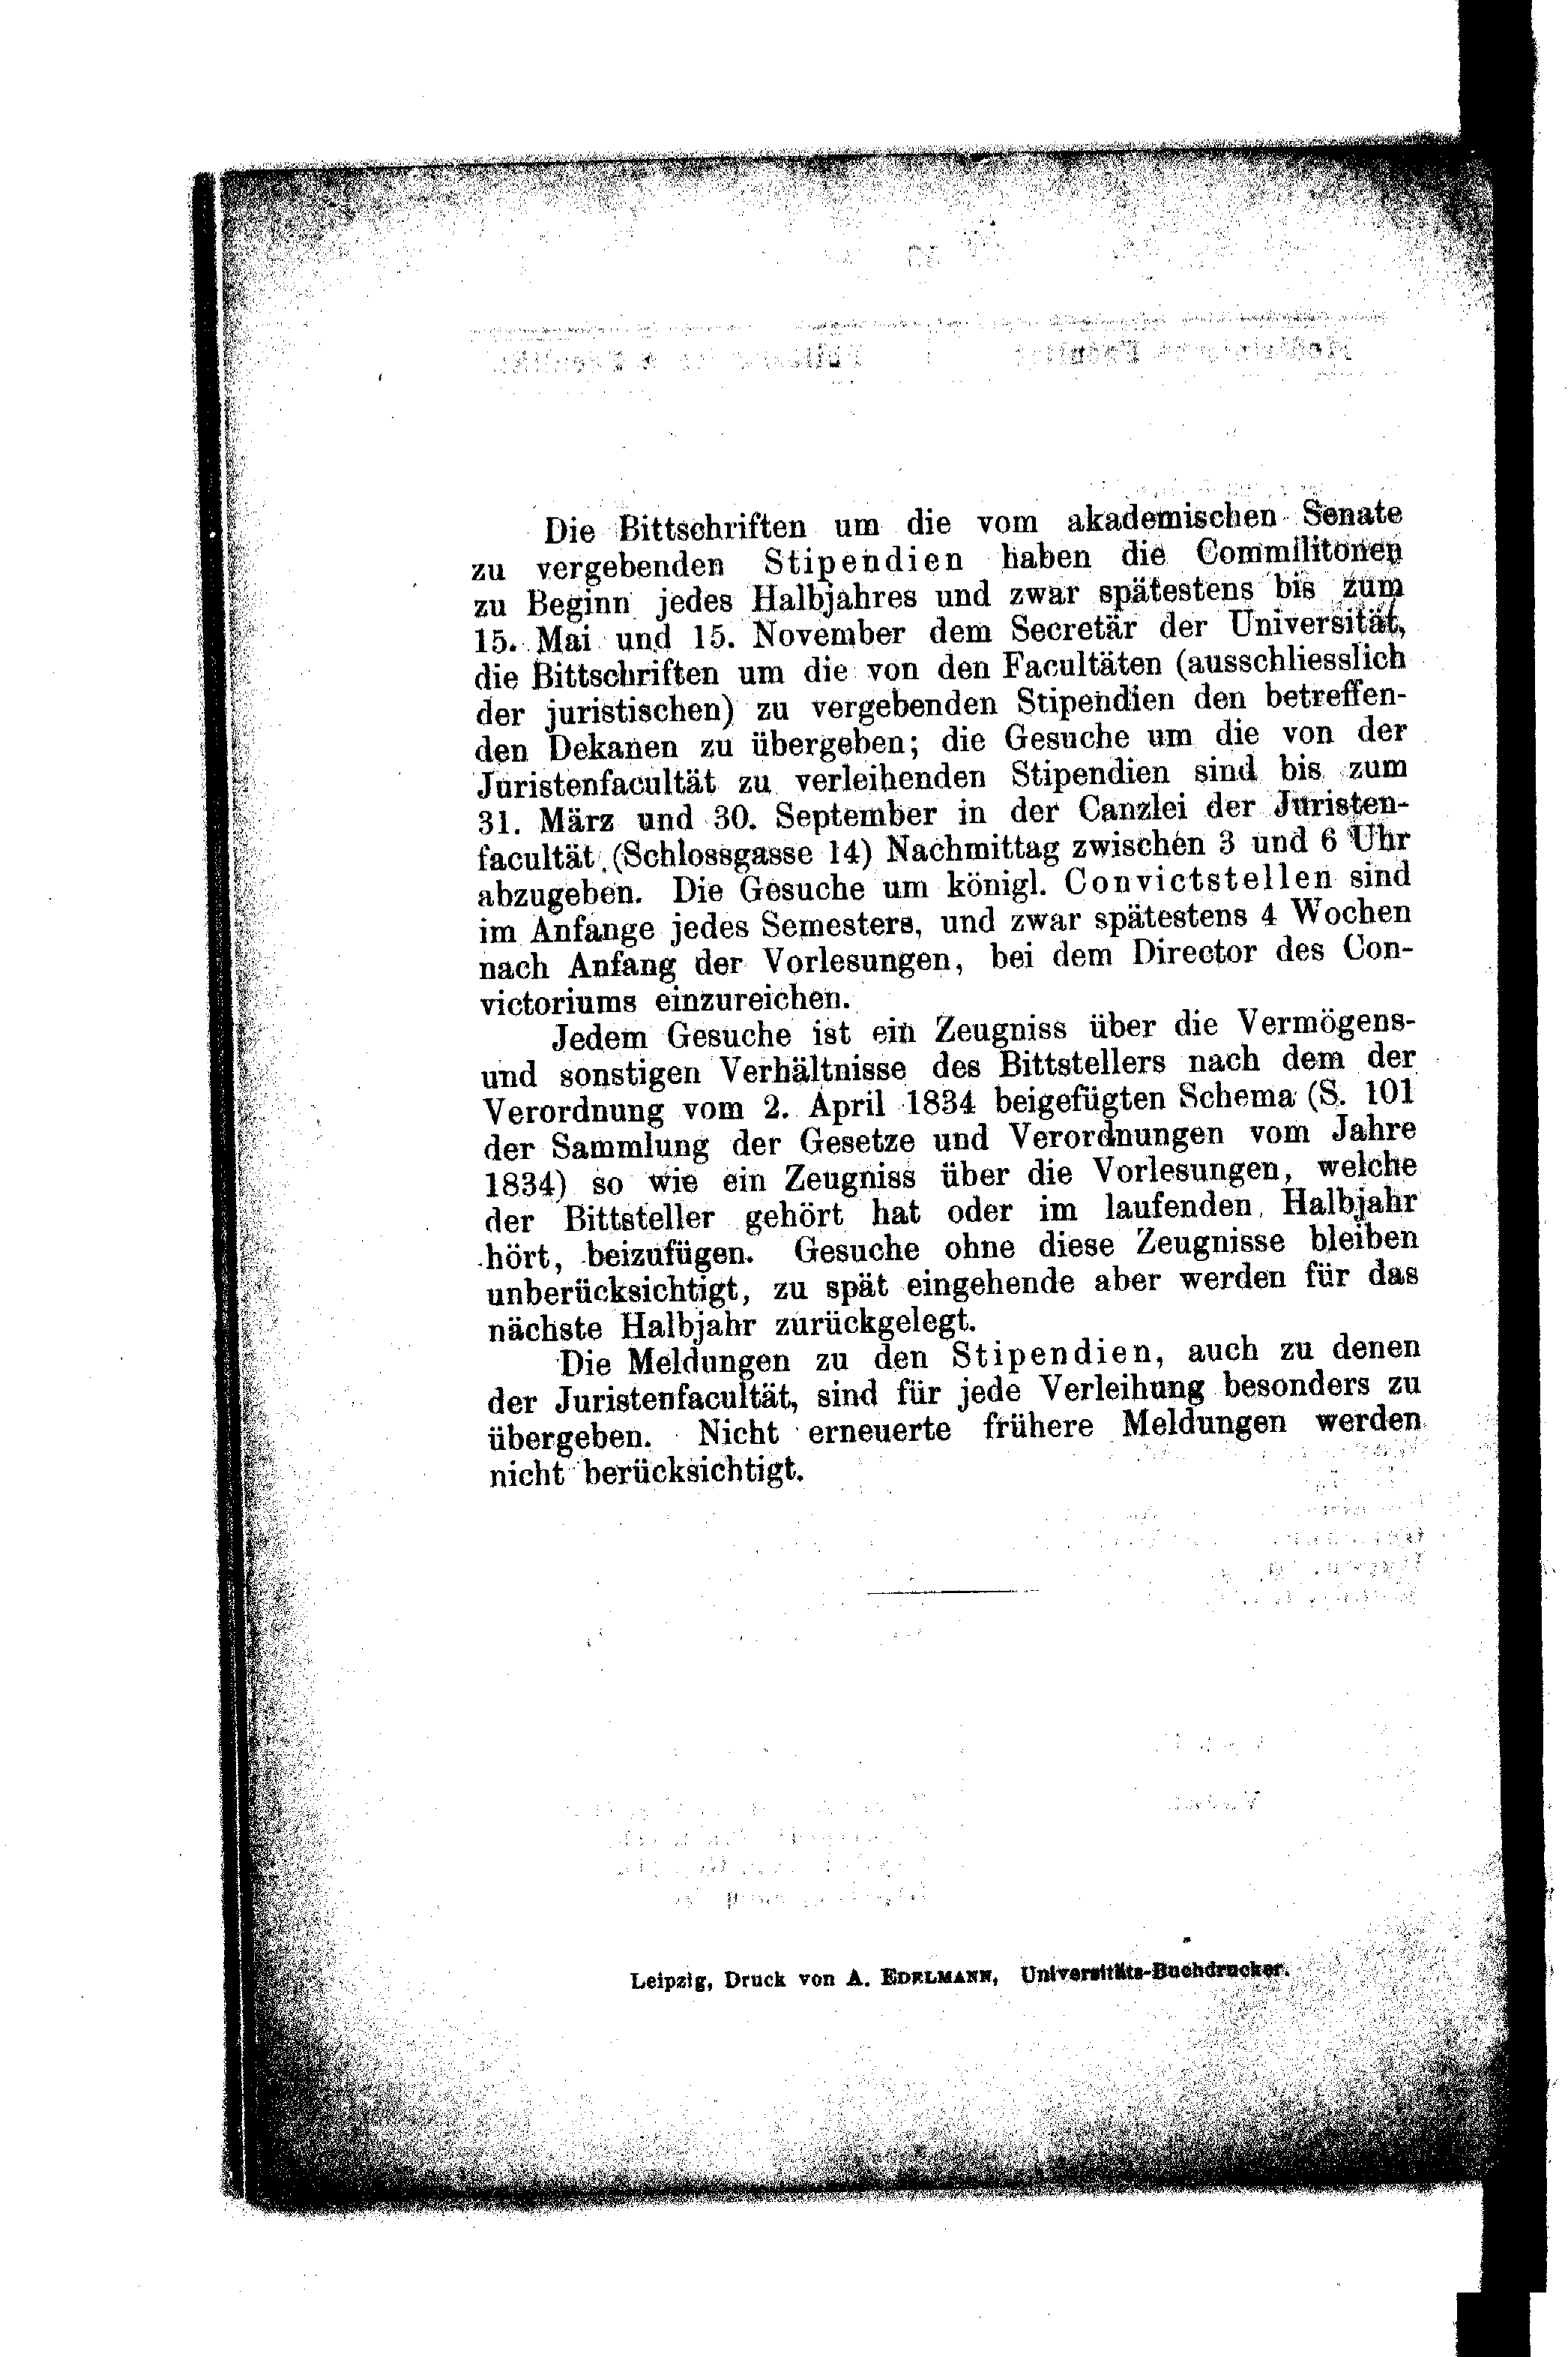 Die Bittschriften um die vom akademischen Senate
zu vergebenden Stipendien haben die Commilitonen
zu Beginn jedes Halbjahres und zwar spätestens bis zum
15. Mai und 15. November dem Secretär der Universität,
die Bittschriften um die von den Facultäten (ausschliesslich
der juristischen) zu vergebenden Stipendien den betreffen-
den Dekanen zu übergeben; die Gesuche um die von der
Juristenfacultät zu verleihenden Stipendien sind bis zum
31. März und 30. September in der Canzlei der Juristen-
facultät (Schlossgasse 14) Nachmittag zwischen 3 und 6 Uhr
abzugeben. Die Gesuche um königl. Convictstellen sind
im Anfange jedes Semesters, und zwar spätestens 4 Wochen
nach Anfang der Vorlesungen, bei dem Director des Con-
victoriums einzureichen.
Jedem Gesuche ist ein Zeugniss über die Vermögens-
und sonstigen Verhältnisse des Bittstellers nach dem der
Verordnung vom 2. April 1834 beigefügten Schema (S. 101
der Sammlung der Gesetze und Verordnungen vom Jahre
1834) so wie ein Zeugniss über die Vorlesungen, welche
der Bittsteller gehört hat oder im laufenden Halbjahr
hört, beizufügen. Gesuche ohne diese Zeugnisse bleiben
unberücksichtigt, zu spät eingehende aber werden für das
nächste Halbjahr zurückgelegt.
Die Meldungen zu den Stipendien, auch zu denen
der Juristenfacultät, sind für jede Verleihung besonders zu
übergeben. Nicht erneuerte frühere Meldungen werden
nicht berücksichtigt.
Leipzig, Druck von A. EDELMANN, Universitäts-Buchdrucker.